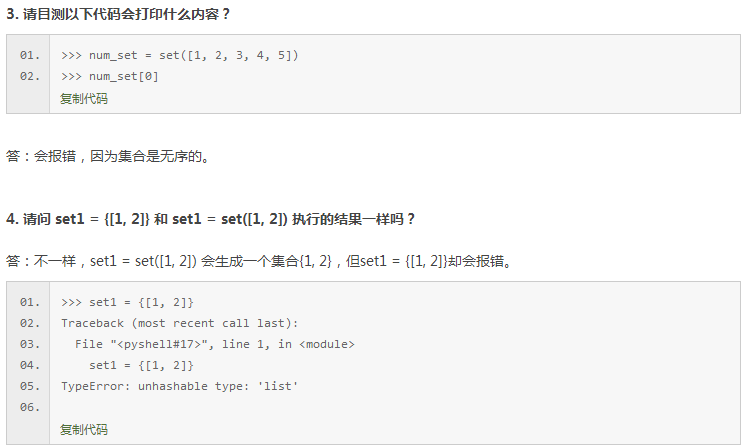 3. 请目测以下代码会打印什么内容？
01. >>> num_set = set([1, 2, 3, 4, 5])
02. >>> num_set[0]
复制代码
答：会报错，因为集合是无序的。
4. 请问 set1 = {[1, 2]} 和 set1 = set([1, 2]) 执行的结果一样吗？
答：不一样，set1 = set([1, 2]) 会生成一个集合{1, 2}，但set1 = {[1, 2]}却会报错。
01. >>> set1 = {[1, 2]}
02. Traceback (most recent call last):
03.   File "<pyshell#17>", line 1, in <module>
04.     set1 = {[1, 2]}
05. TypeError: unhashable type: 'list'
06.
复制代码